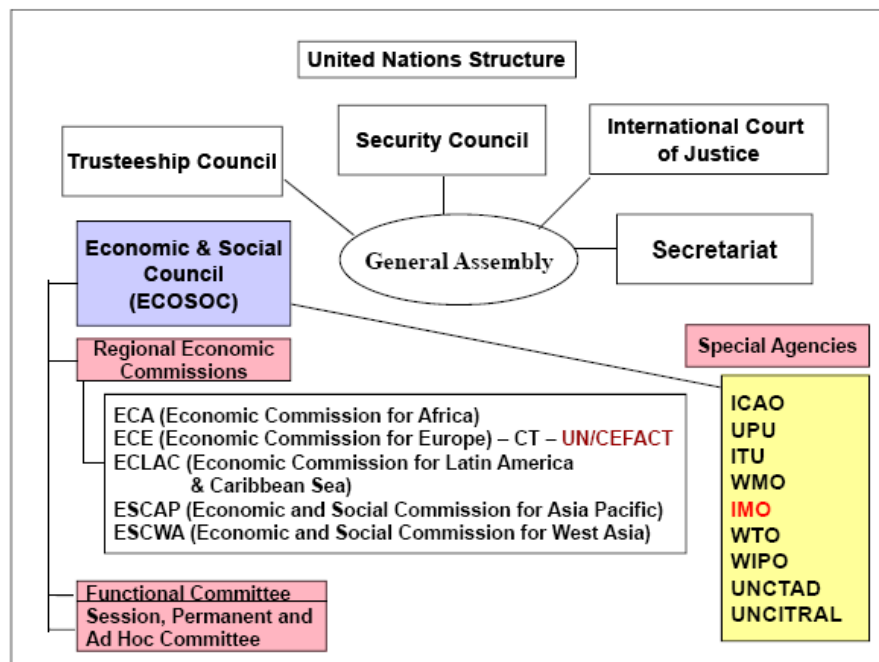 United Nations Structure
Trusteeship Council
Security Council
International Court
of Justice
General Assembly
Secretariat
Economic & Social
Council
(ECOSOC)
Regional Economic
Commissions
ECA (Economic Commission for Africa)
ECE (Economic Commission for Europe) – CT – UN/CEFACT
ECLAC (Economic Commission for Latin America
& Caribbean Sea)
ESCAP (Economic and Social Commission for Asia Pacific)
ESCWA (Economic and Social Commission for West Asia)
Functional Committee
Session, Permanent and
Ad Hoc Committee
Special Agencies
ICAO
UPU
ITU
WMO
IMO
WTO
WIPO
UNCTAD
UNCITRAL